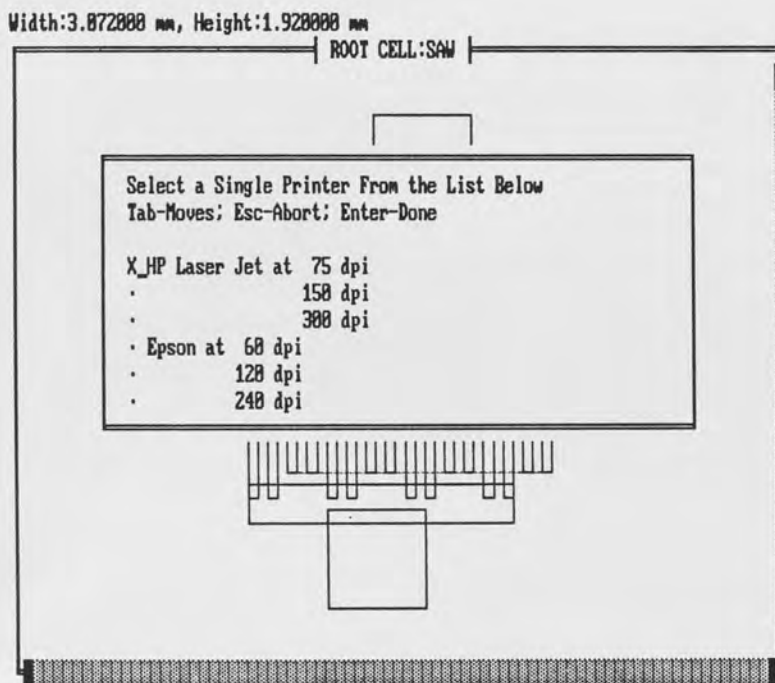 Width:3.072000 mm, Height:1.920000 mm
ROOT CELL:SAW
Select a Single Printer From the List Below
Tab-Moves; Esc-Abort; Enter-Done
X_HP Laser Jet at 75 dpi
· 150 dpi
· 300 dpi
· Epson at 60 dpi
· 120 dpi
· 240 dpi